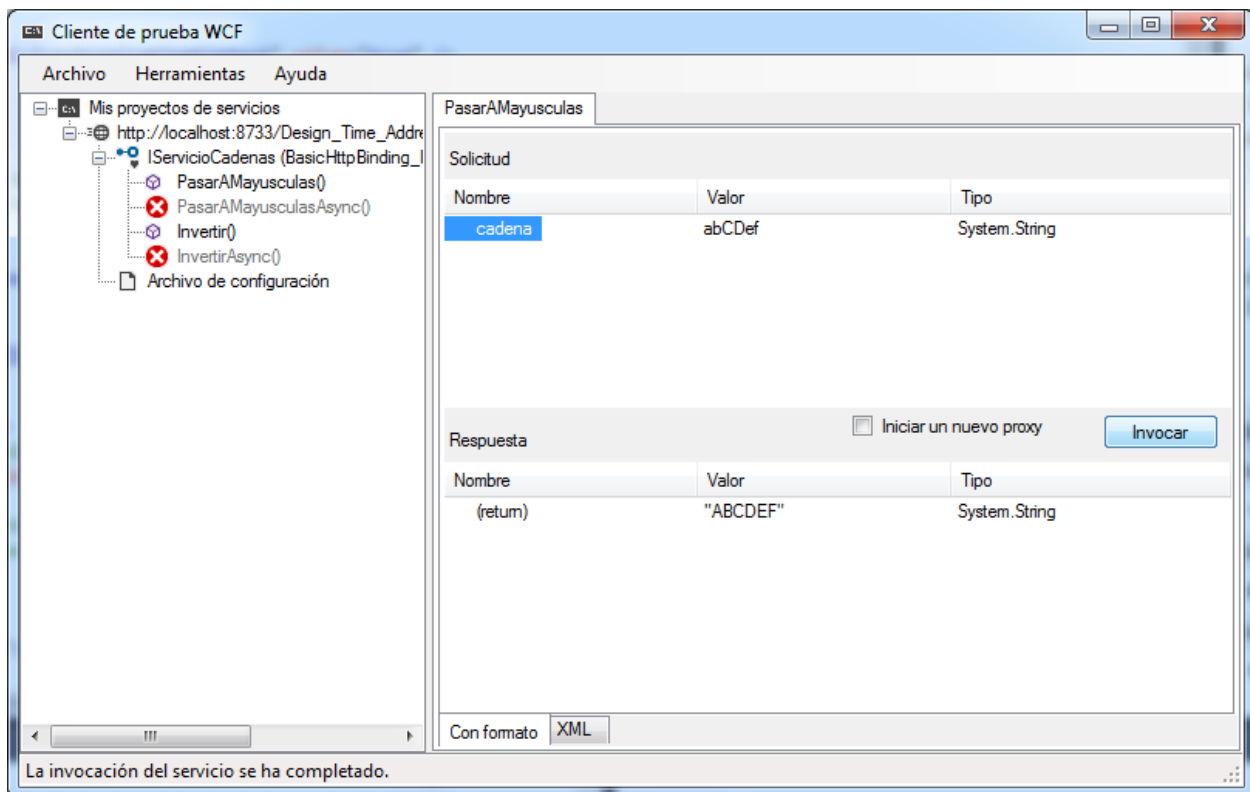 Cliente de prueba WCF
Archivo Herramientas Ayuda
Mis proyectos de servicios
http://localhost:8733/Design_Time_Addre
IServicioCadenas (BasicHttpBinding_I
PasarAMayusculas()
PasarAMayusculasAsync()
Invertir()
InvertirAsync()
Archivo de configuración
PasarAMayusculas
Solicitud
Nombre Valor Tipo
cadena abCDef System.String
Respuesta Iniciar un nuevo proxy Invocar
Nombre Valor Tipo
(return) "ABCDEF" System.String
Con formato XML
La invocación del servicio se ha completado.